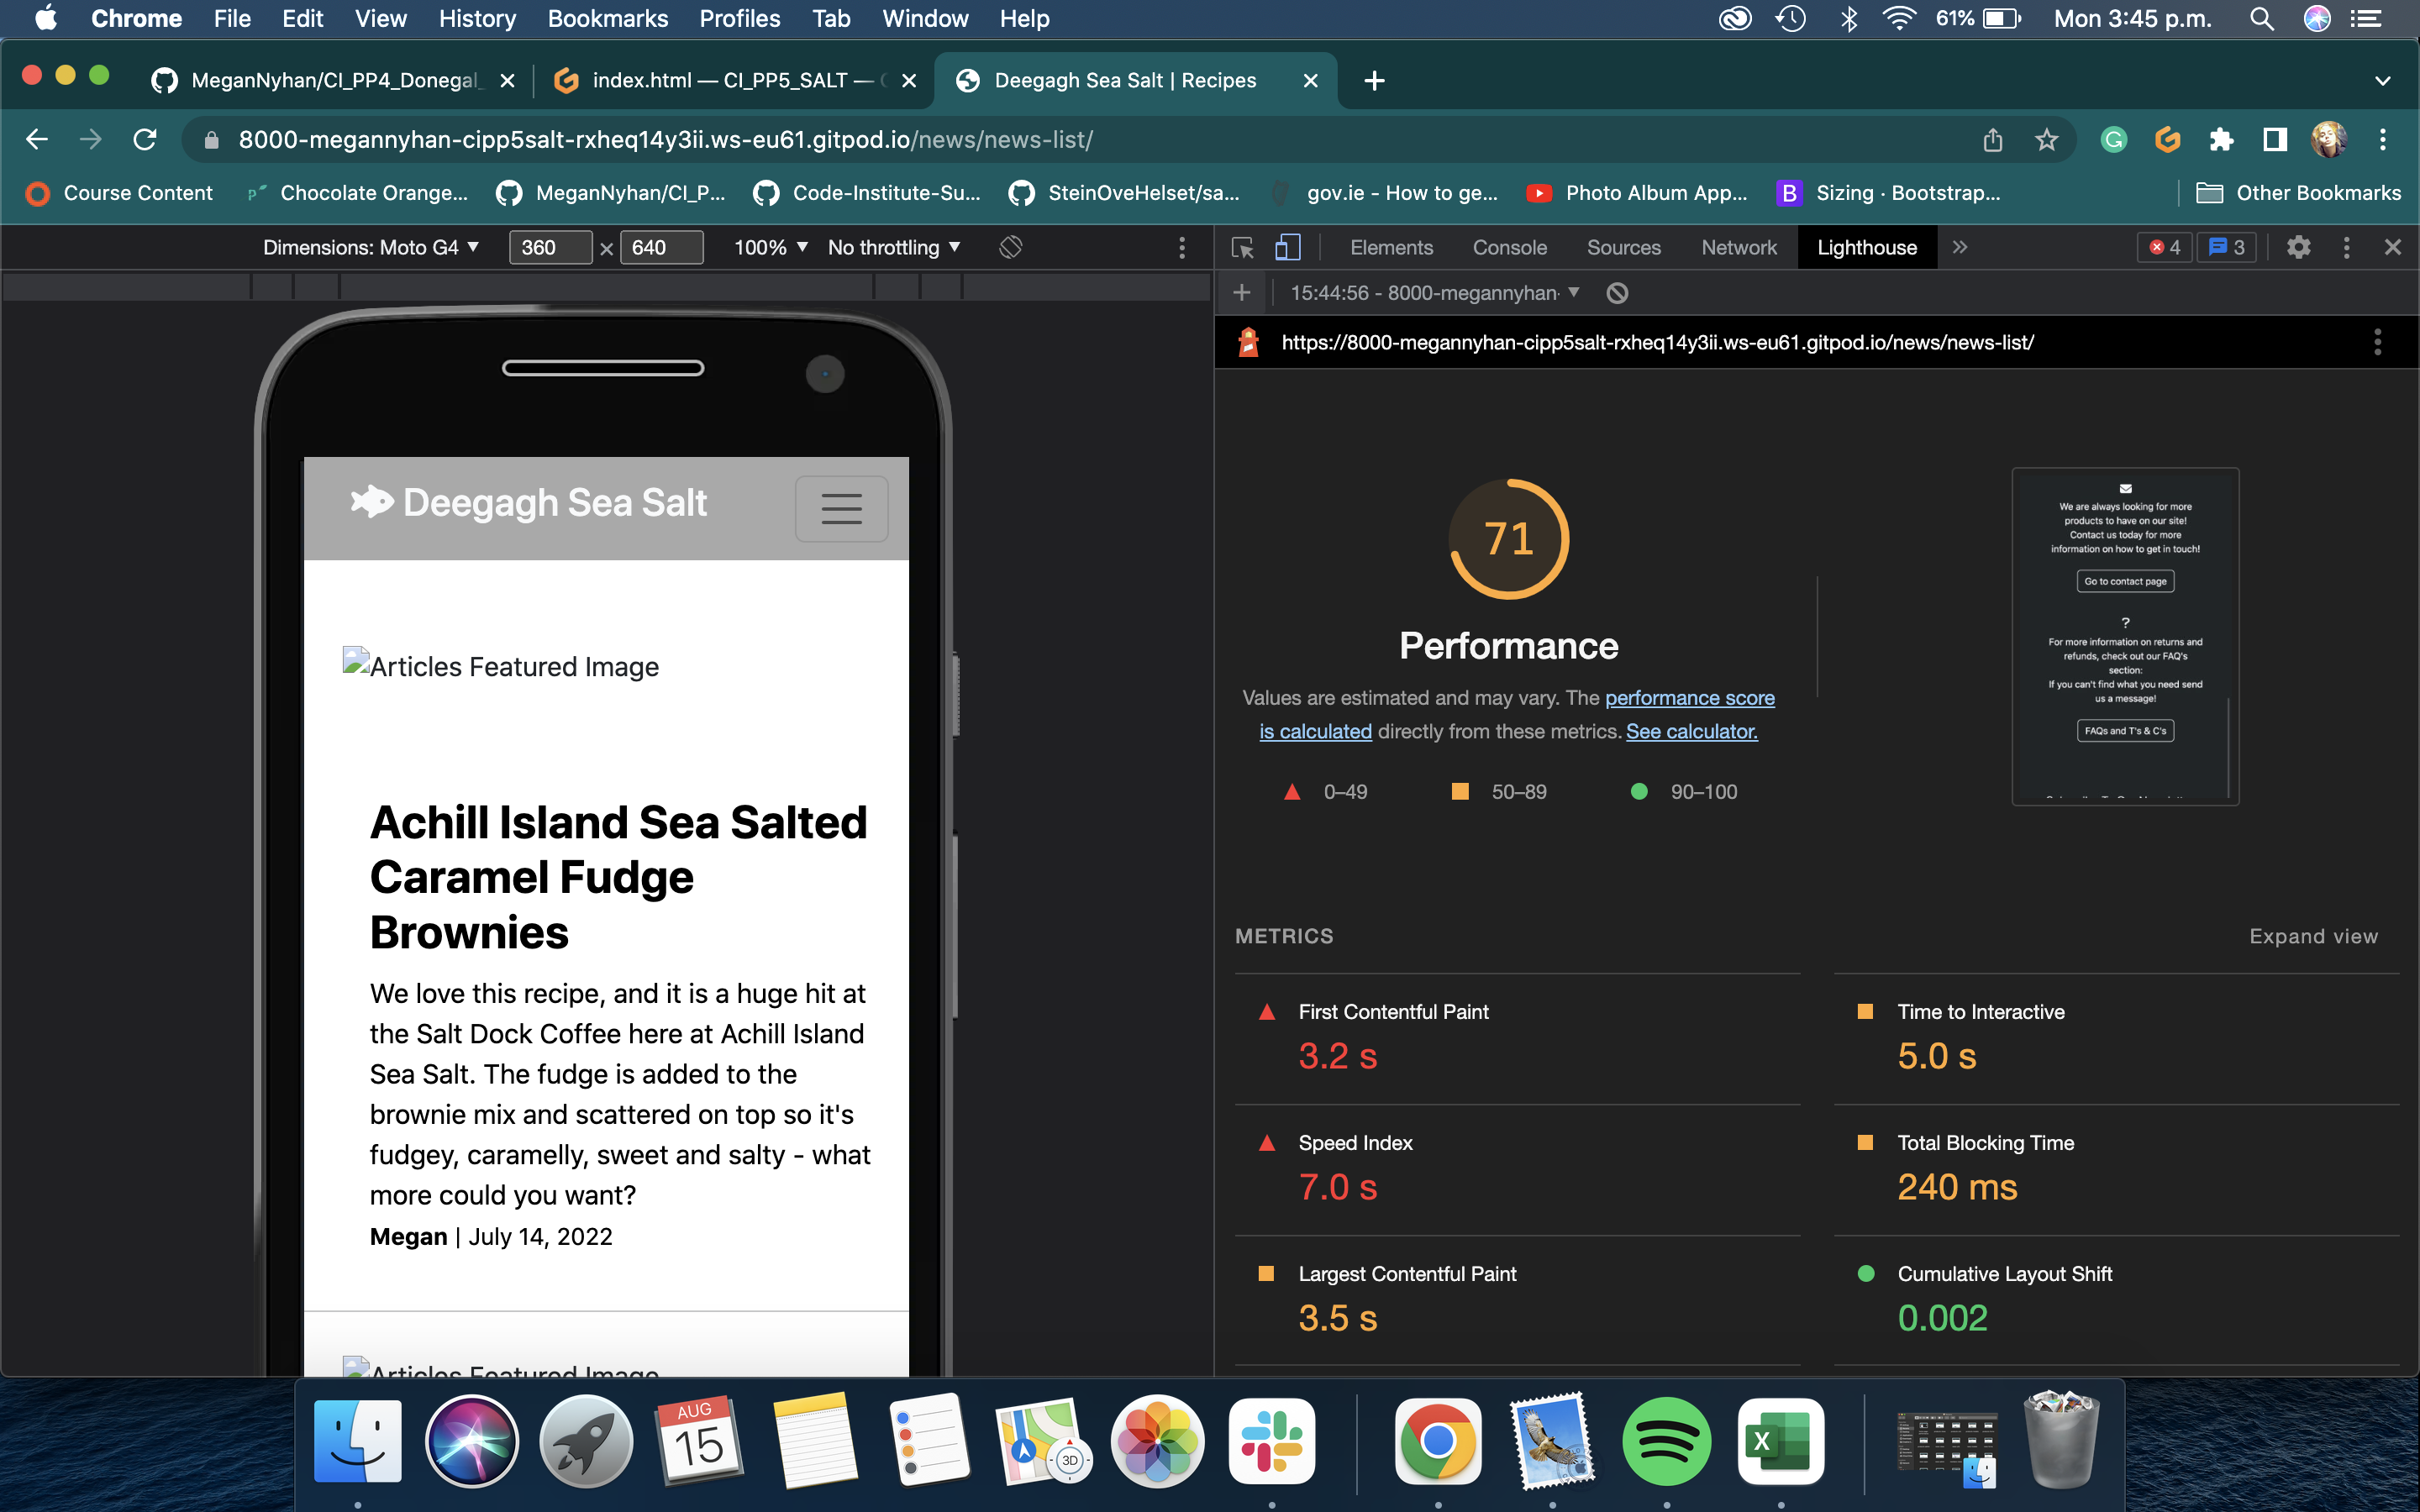 Chrome File Edit View History Bookmarks Profiles Tab Window Help 61% Mon 3:45 p.m.
MeganNyhan/CI_PP4_Donegal_ index.html — CI_PP5_SALT — Deegagh Sea Salt | Recipes
8000-megannyhan-cipp5salt-rxheq14y3ii.ws-eu61.gitpod.io/news/news-list/
Course Content Chocolate Orange... MeganNyhan/CI_P... Code-Institute-Su... SteinOveHelset/sa... gov.ie - How to ge... Photo Album App... B Sizing · Bootstrap... Other Bookmarks
Dimensions: Moto G4 360 × 640 100% No throttling
Elements Console Sources Network Lighthouse » 4 3
15:44:56 - 8000-megannyhan-
https://8000-megannyhan-cipp5salt-rxheq14y3ii.ws-eu61.gitpod.io/news/news-list/
Deegagh Sea Salt
Articles Featured Image
Achill Island Sea Salted
Caramel Fudge
Brownies
We love this recipe, and it is a huge hit at
the Salt Dock Coffee here at Achill Island
Sea Salt. The fudge is added to the
brownie mix and scattered on top so it's
fudgey, caramelly, sweet and salty - what
more could you want?
Megan | July 14, 2022
Articles Featured Image
71
Performance
Values are estimated and may vary. The performance score
is calculated directly from these metrics. See calculator.
0–49 50–89 90–100
We are always looking for more
products to have on our site!
Contact us today for more
information on how to get in touch!
Go to contact page
?
For more information on returns and
refunds, check out our FAQ's
section:
If you can't find what you need send
us a message!
FAQs and T's & C's
METRICS Expand view
First Contentful Paint
3.2 s
Time to Interactive
5.0 s
Speed Index
7.0 s
Total Blocking Time
240 ms
Largest Contentful Paint
3.5 s
Cumulative Layout Shift
0.002
AUG
15
3D
X